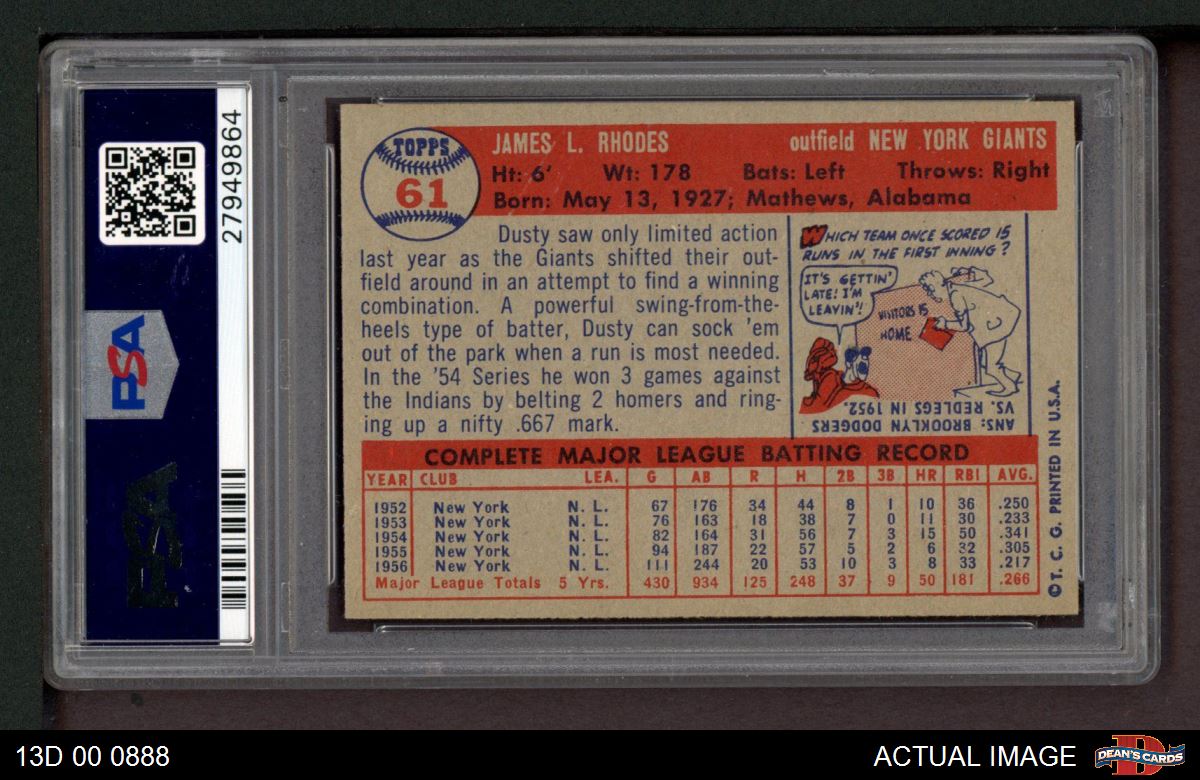 27949864
PSA
PSA
TOPPS
61
JAMES L. RHODES outfield NEW YORK GIANTS
Ht: 6' Wt: 178 Bats: Left Throws: Right
Born: May 13, 1927; Mathews, Alabama
Dusty saw only limited action
last year as the Giants shifted their out-
field around in an attempt to find a winning
combination. A powerful swing-from-the-
heels type of batter, Dusty can sock 'em
out of the park when a run is most needed.
In the '54 Series he won 3 games against
the Indians by belting 2 homers and ring-
ing up a nifty .667 mark.
WHICH TEAM ONCE SCORED 15
RUNS IN THE FIRST INNING?
IT'S GETTIN'
LATE! I'M
LEAVIN'!
VISITORS 15
HOME
ANS: BROOKLYN DODGERS
VS. REDLEGS IN 1952.
COMPLETE MAJOR LEAGUE BATTING RECORD
YEAR CLUB LEA. G AB R H 2B 3B HR RBI AVG.
1952 New York N. L. 67 176 34 44 8 1 10 36 .250
1953 New York N. L. 76 163 18 38 7 0 11 30 .233
1954 New York N. L. 82 164 31 56 7 3 15 50 .341
1955 New York N. L. 94 187 22 57 5 2 6 32 .305
1956 New York N. L. 111 244 20 53 10 3 8 33 .217
Major League Totals 5 Yrs. 430 934 125 248 37 9 50 181 .266
©T. C. G. PRINTED IN U.S.A.
13D 00 0888
ACTUAL IMAGE
DEAN'S CARDS